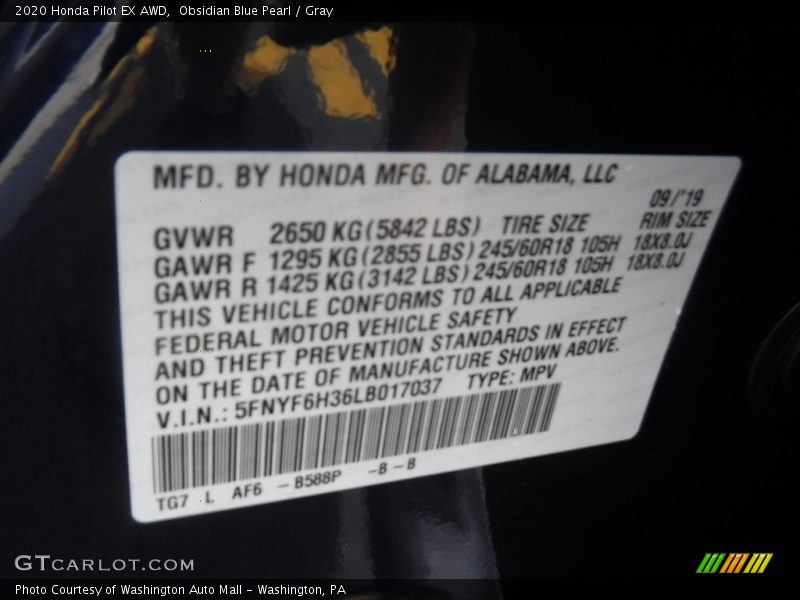 2020 Honda Pilot EX AWD,  Obsidian Blue Pearl / Gray
MFD. BY HONDA MFG. OF ALABAMA, LLC
09/'19
GVWR 2650 KG (5842 LBS) TIRE SIZE RIM SIZE
GAWR F 1295 KG (2855 LBS) 245/60R18 105H 18X8.0J
GAWR R 1425 KG (3142 LBS) 245/60R18 105H 18X8.0J
THIS VEHICLE CONFORMS TO ALL APPLICABLE
FEDERAL MOTOR VEHICLE SAFETY
AND THEFT PREVENTION STANDARDS IN EFFECT
ON THE DATE OF MANUFACTURE SHOWN ABOVE.
V.I.N.: 5FNYF6H36LB017037 TYPE: MPV
TG7 L AF6 - B588P - B - B
GTCARLOT.COM
Photo Courtesy of Washington Auto Mall - Washington, PA